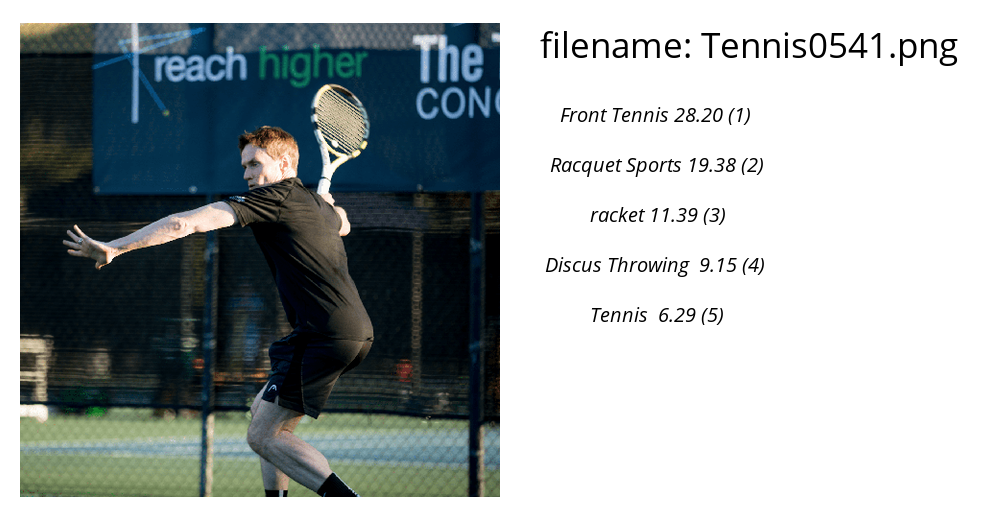 reach higher
The
CON
filename: Tennis0541.png
Front Tennis 28.20 (1)
Racquet Sports 19.38 (2)
racket 11.39 (3)
Discus Throwing  9.15 (4)
Tennis  6.29 (5)